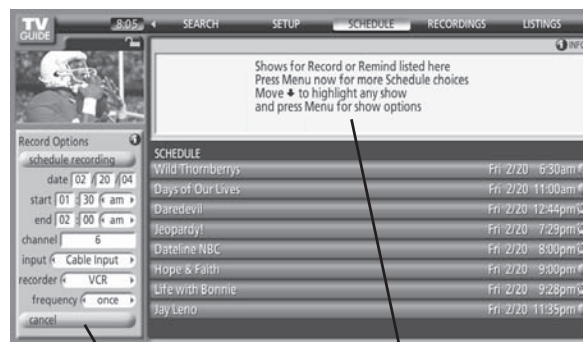 TV GUIDE
8:05
SEARCH SETUP SCHEDULE RECORDINGS LISTINGS
INFO
Shows for Record or Remind listed here
Press Menu now for more Schedule choices
Move to highlight any show
and press Menu for show options
Record Options
schedule recording
date 02 / 20 / 04
start 01 : 30 am
end 02 : 00 am
channel 6
input Cable Input
recorder VCR
frequency once
cancel
SCHEDULE
Wild Thornberrys Fri 2/20 6:30am
Days of Our Lives Fri 2/20 11:00am
Daredevil Fri 2/20 12:44pm
Jeopardy! Fri 2/20 7:29pm
Dateline NBC Fri 2/20 8:00pm
Hope & Faith Fri 2/20 9:00pm
Life with Bonnie Fri 2/20 9:28pm
Jay Leno Fri 2/20 11:35pm